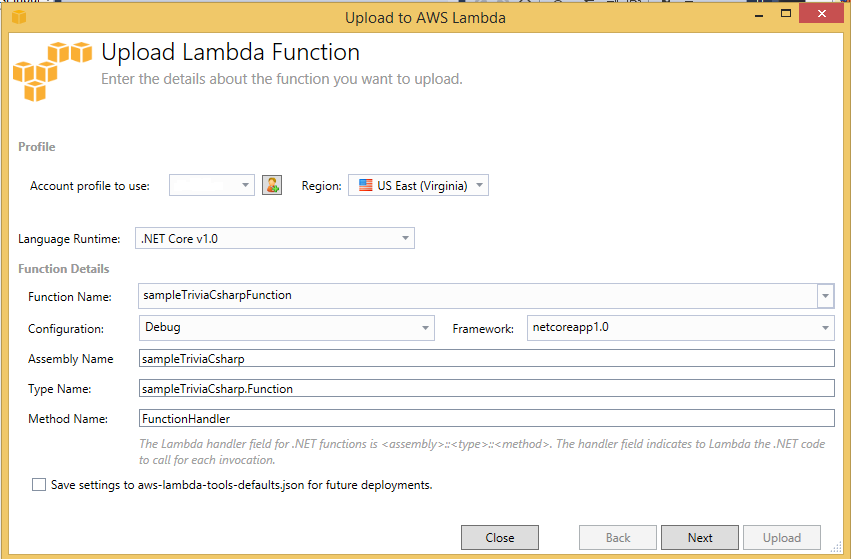 Upload to AWS Lambda
Upload Lambda Function
Enter the details about the function you want to upload.
Profile
Account profile to use: Region: US East (Virginia)
Language Runtime: .NET Core v1.0
Function Details
Function Name: sampleTriviaCsharpFunction
Configuration: Debug Framework: netcoreapp1.0
Assembly Name sampleTriviaCsharp
Type Name: sampleTriviaCsharp.Function
Method Name: FunctionHandler
The Lambda handler field for .NET functions is <assembly>::<type>::<method>. The handler field indicates to Lambda the .NET code
to call for each invocation.
Save settings to aws-lambda-tools-defaults.json for future deployments.
Close Back Next Upload